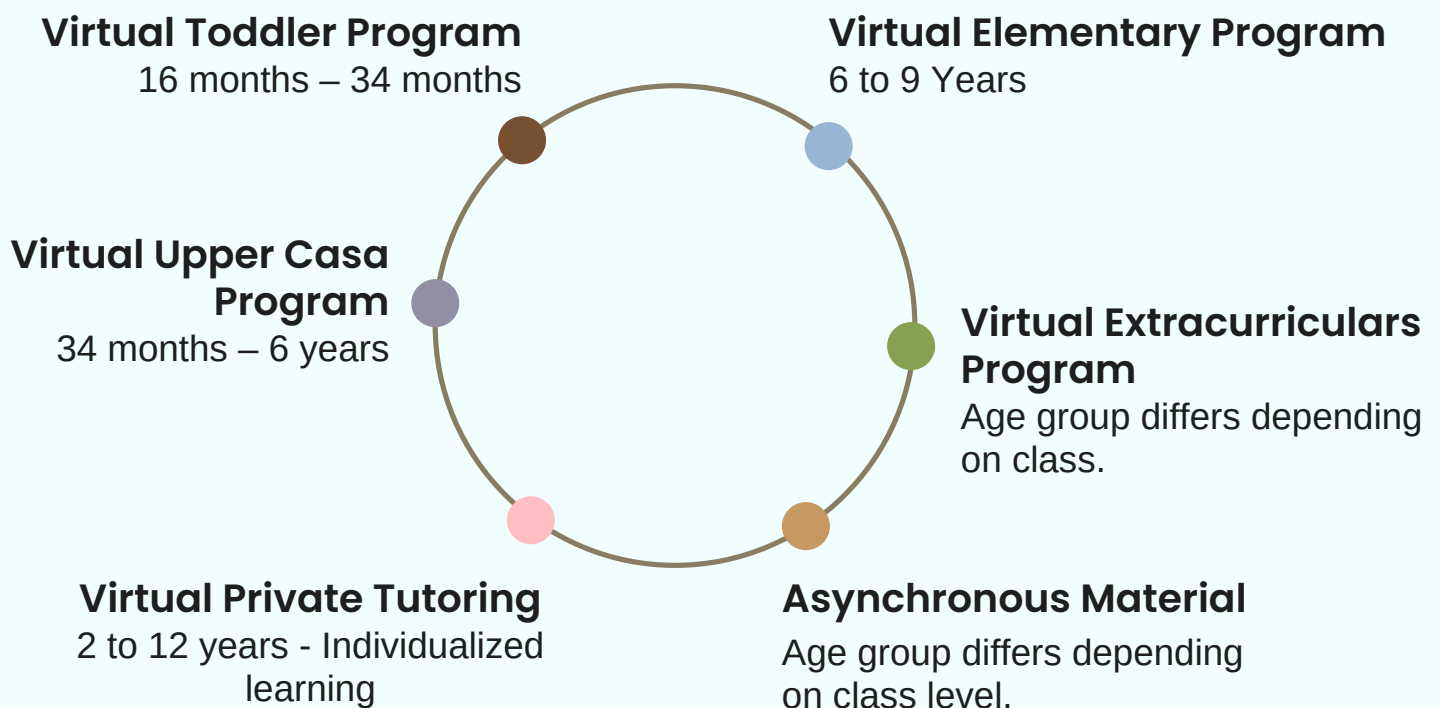 Virtual Toddler Program
16 months – 34 months
Virtual Elementary Program
6 to 9 Years
Virtual Upper Casa
Program
34 months – 6 years
Virtual Extracurriculars
Program
Age group differs depending
on class.
Virtual Private Tutoring
2 to 12 years - Individualized
learning
Asynchronous Material
Age group differs depending
on class level.